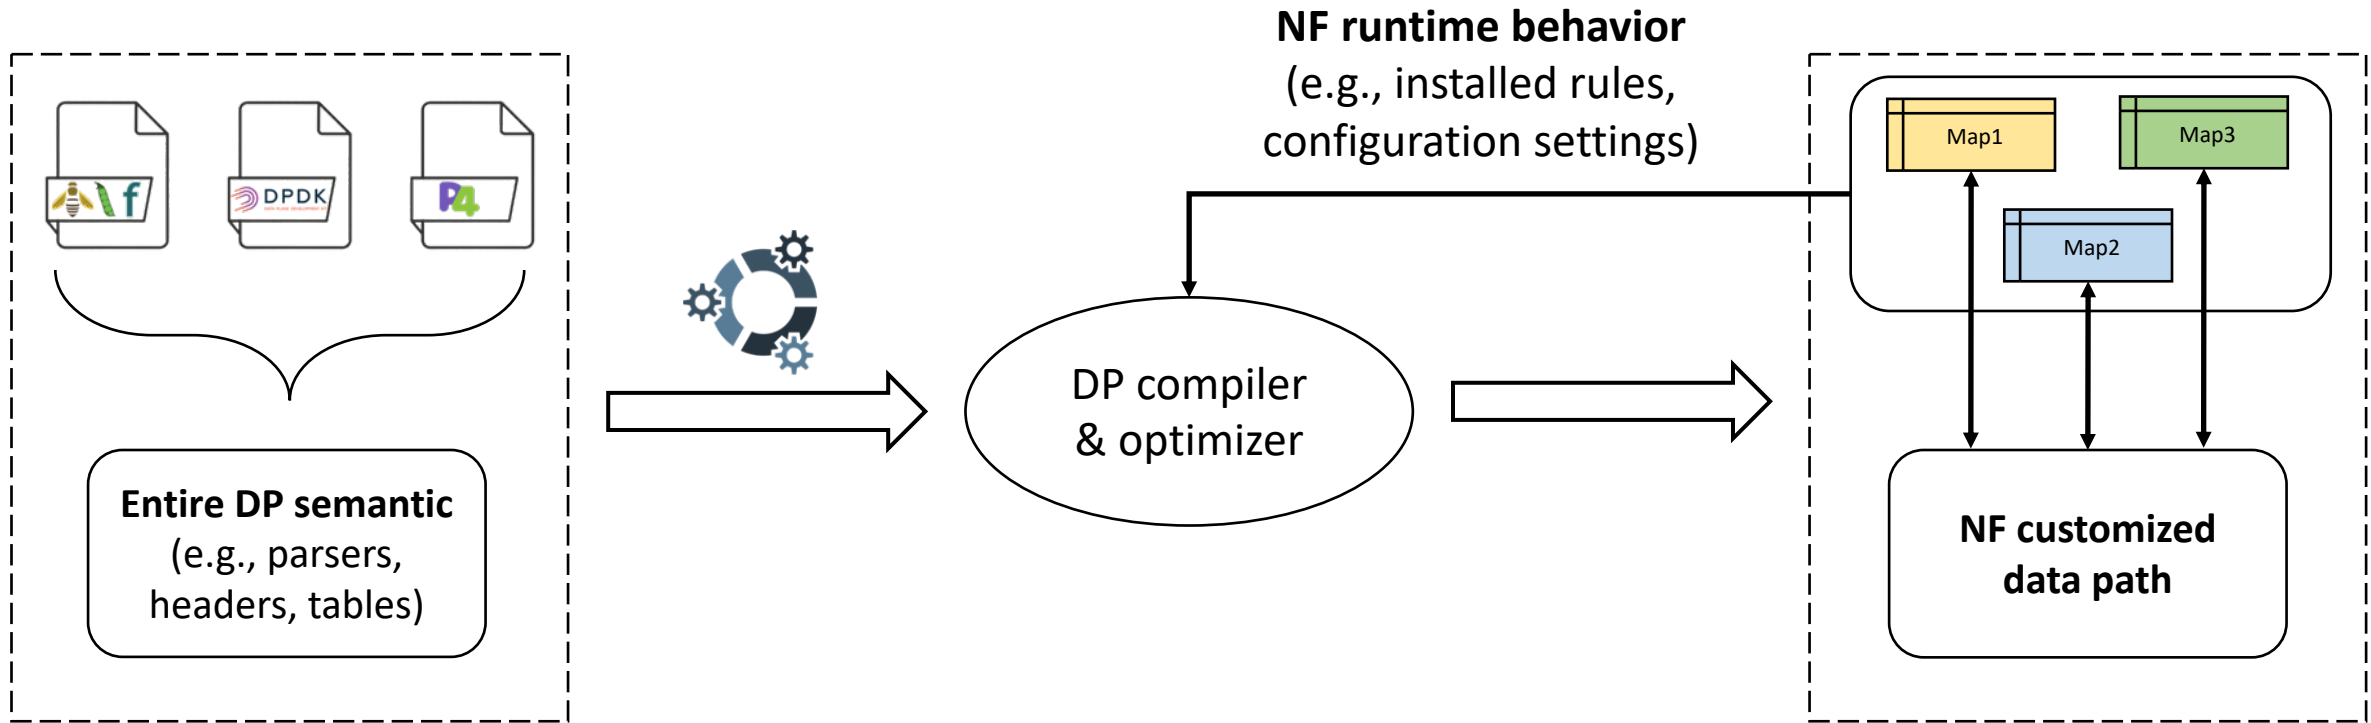 f
DPDK
P4
Entire DP semantic
(e.g., parsers,
headers, tables)
DP compiler
& optimizer
NF runtime behavior
(e.g., installed rules,
configuration settings)
Map1
Map3
Map2
NF customized
data path